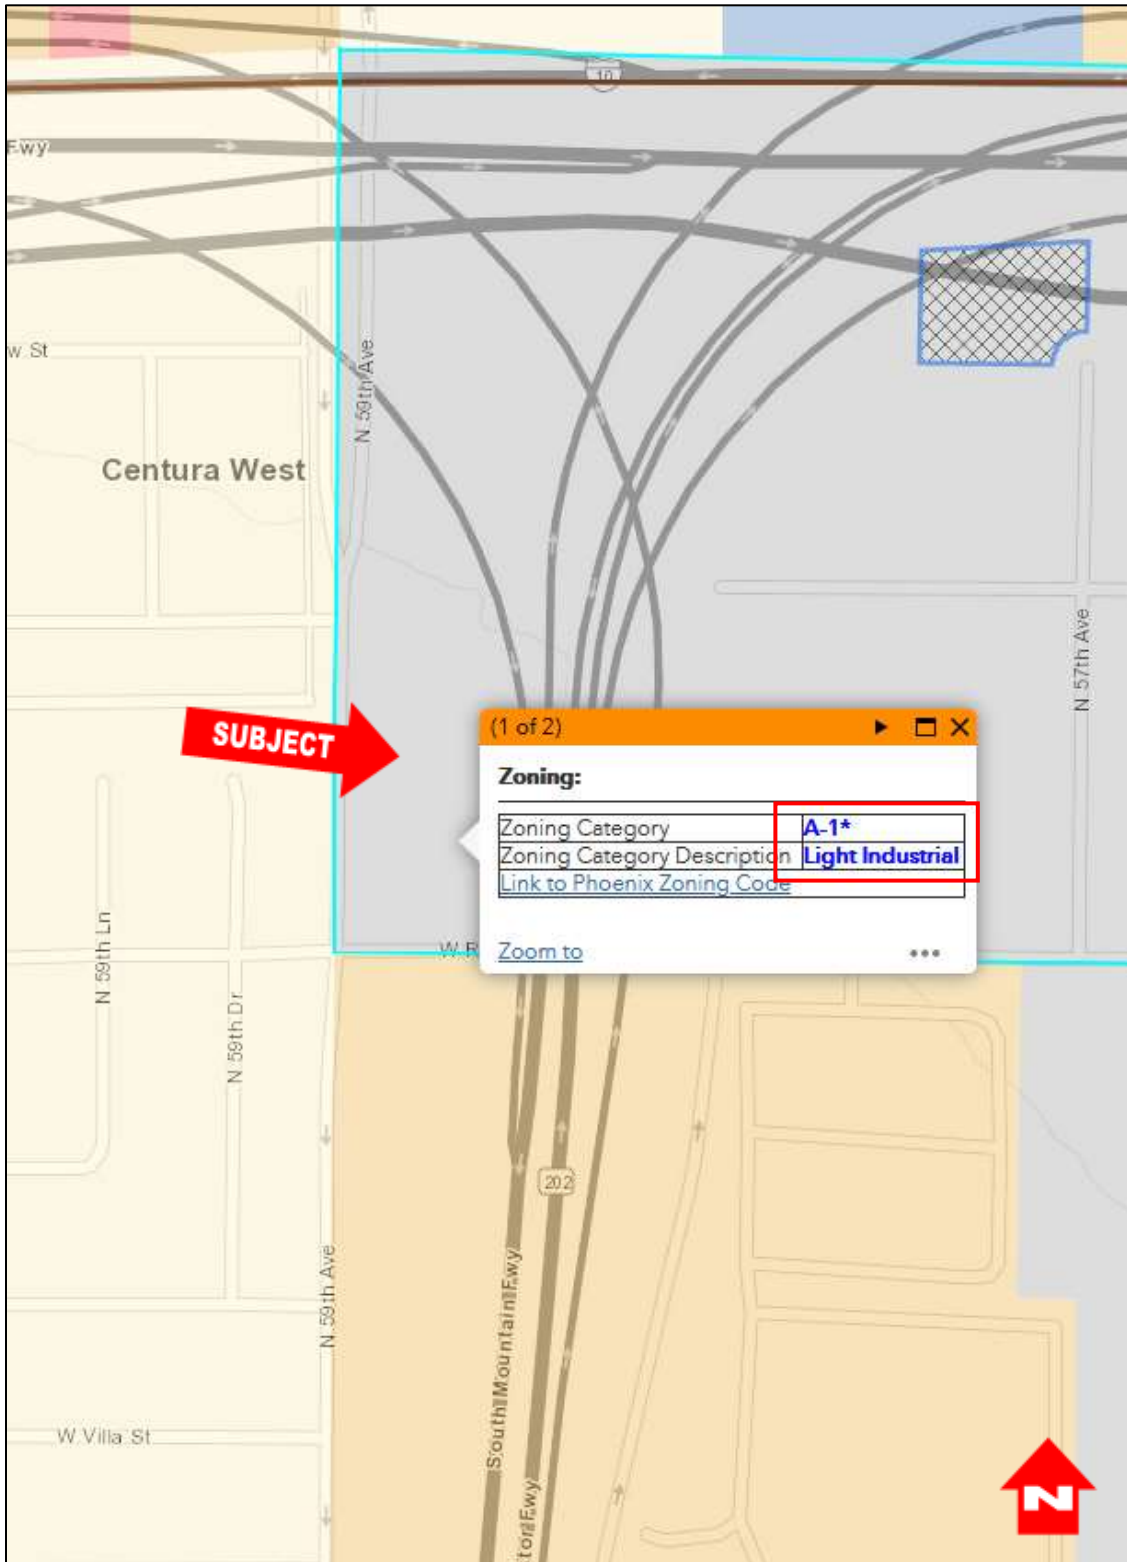 10
Fwy
w St
N 59th Ave
Centura West
N 57th Ave
SUBJECT
(1 of 2)
Zoning:
Zoning Category A-1*
Zoning Category Description Light Industrial
Link to Phoenix Zoning Code
Zoom to
W R
N 59th Ln
N 59th Dr
202
N 59th Ave
South Mountain Fwy
W Villa St
tor Fwy
N